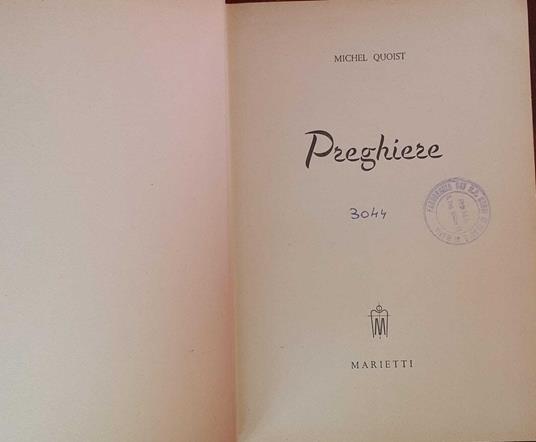 MICHEL QUOIST
Preghiere
3044
M
MARIETTI